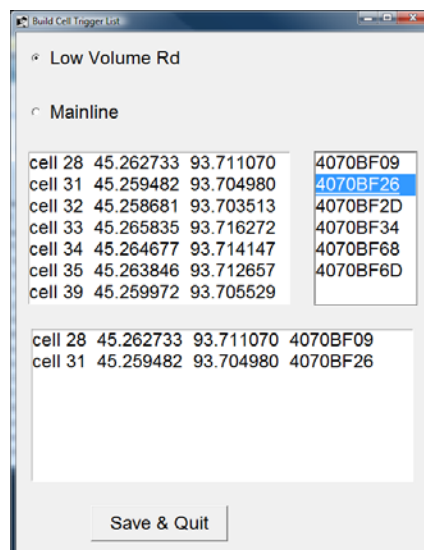 Build Cell Trigger List
Low Volume Rd
Mainline
cell 28 45.262733 93.711070
cell 31 45.259482 93.704980
cell 32 45.258681 93.703513
cell 33 45.265835 93.716272
cell 34 45.264677 93.714147
cell 35 45.263846 93.712657
cell 39 45.259972 93.705529
4070BF09
4070BF26
4070BF2D
4070BF34
4070BF68
4070BF6D
cell 28 45.262733 93.711070 4070BF09
cell 31 45.259482 93.704980 4070BF26
Save & Quit